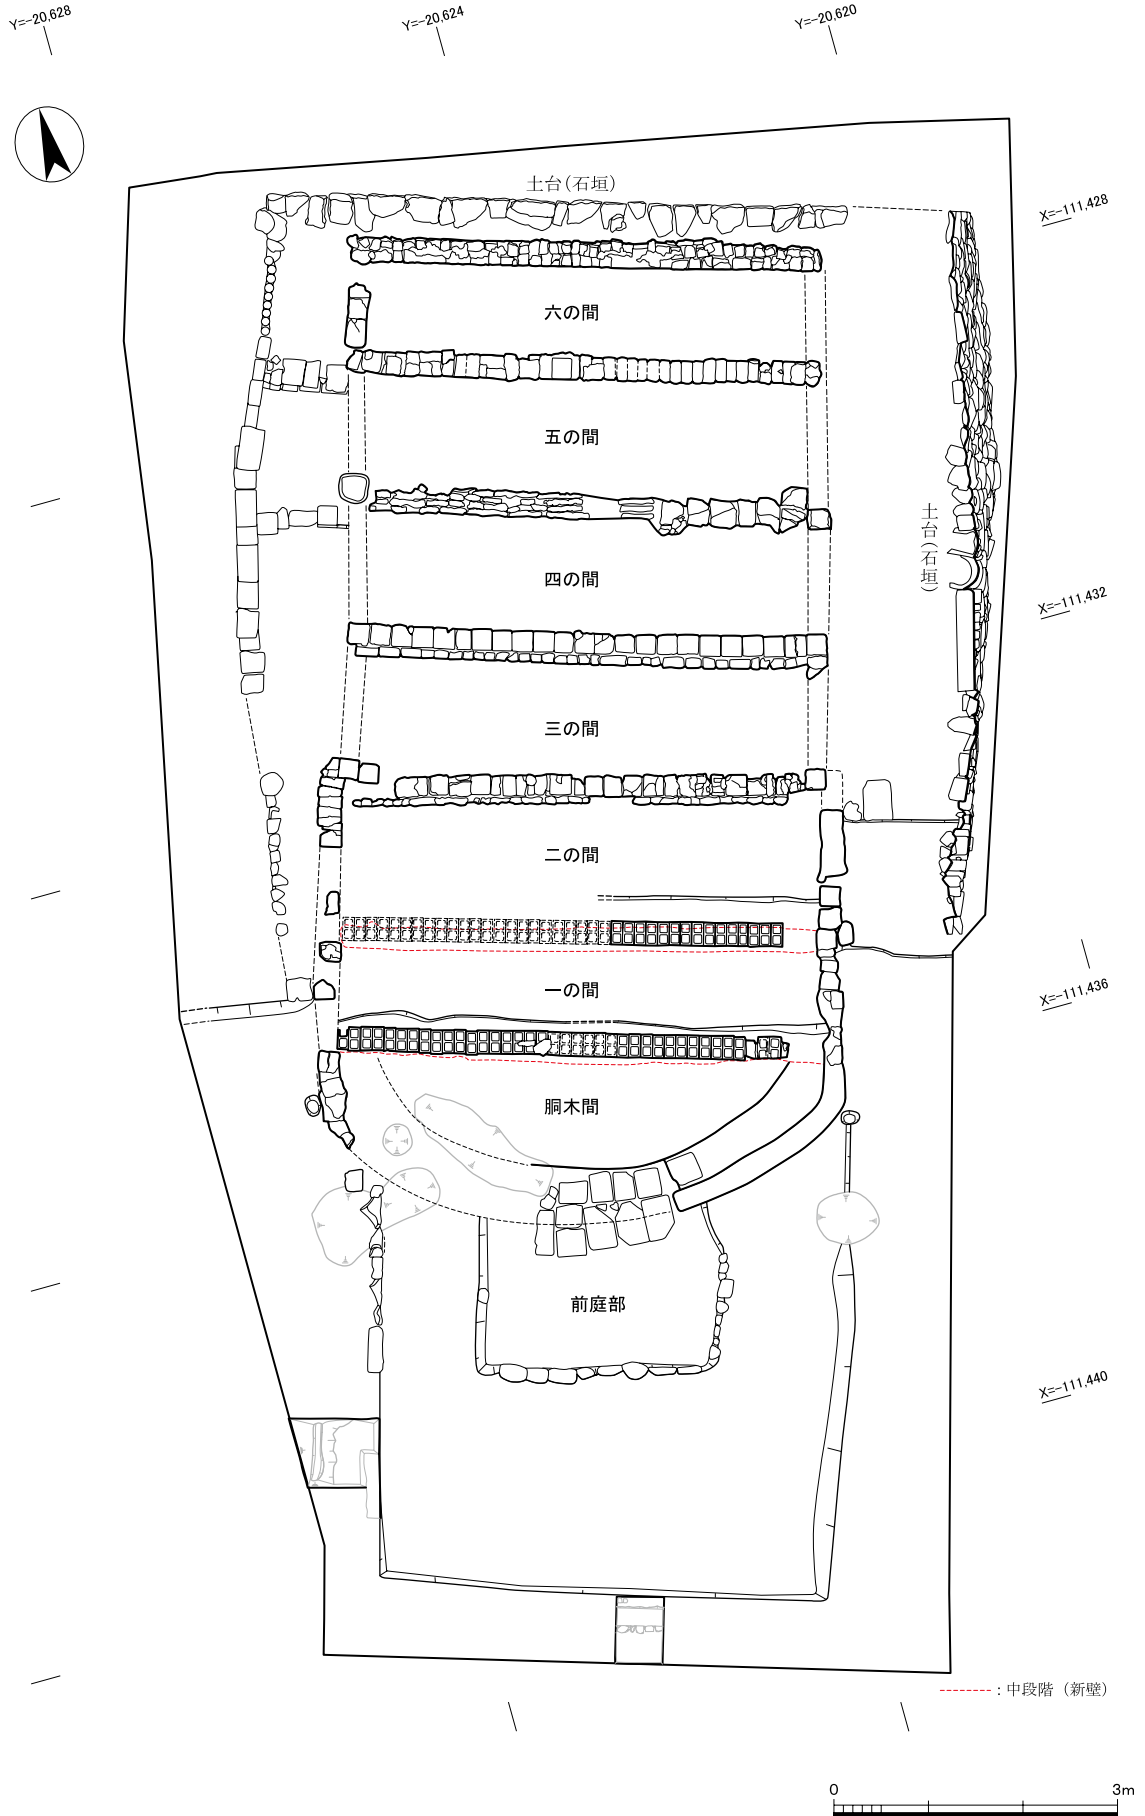 Y=-20,628
Y=-20,624
Y=-20,620
土台(石垣)
X=-111,428
六の間
五の間
土台(石垣)
四の間
X=-111,432
三の間
二の間
一の間
X=-111,436
胴木間
前庭部
X=-111,440
:中段階(新壁)
0 3m